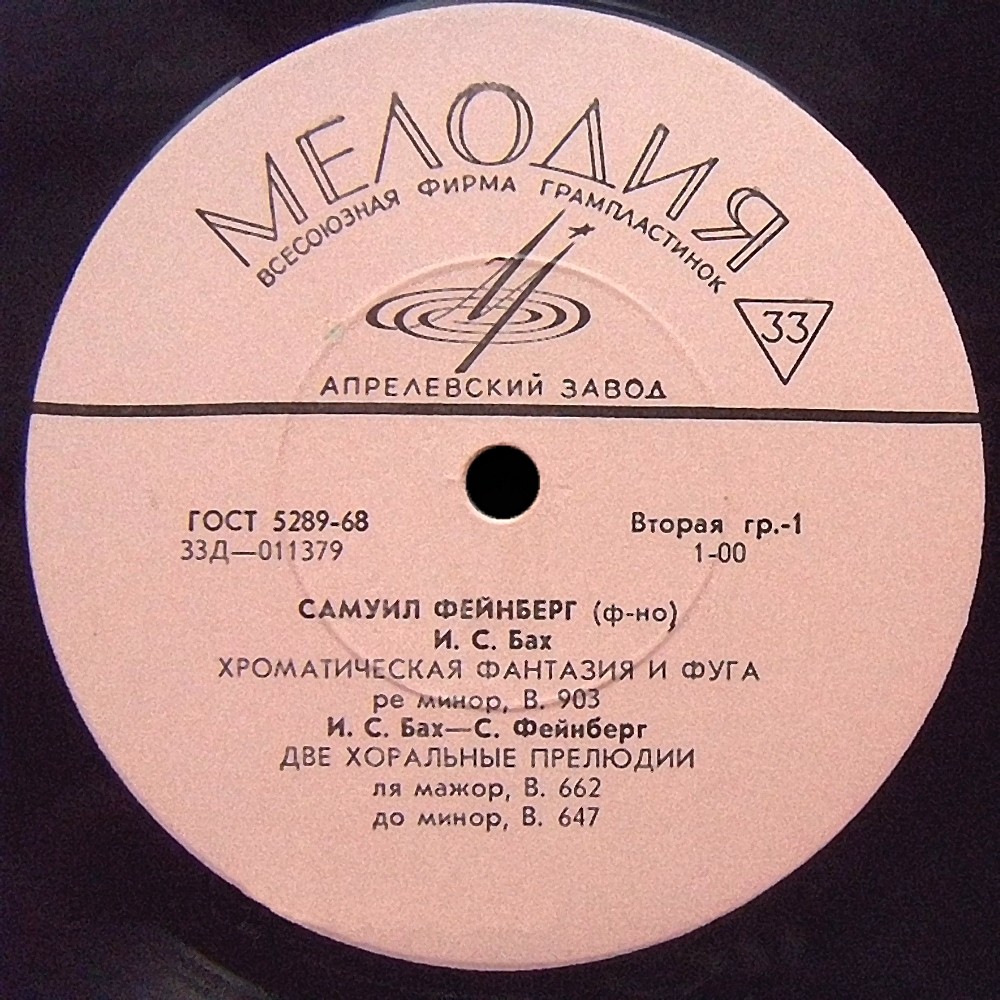 МЕЛОДИЯ
ВСЕСОЮЗНАЯ ФИРМА ГРАМПЛАСТИНОК
33
АПРЕЛЕВСКИЙ ЗАВОД
ГОСТ 5289-68 Вторая гр.-1
33Д—011379 1-00
САМУИЛ ФЕЙНБЕРГ (ф-но)
И. С. Бах
ХРОМАТИЧЕСКАЯ ФАНТАЗИЯ И ФУГА
ре минор, В. 903
И. С. Бах—С. Фейнберг
ДВЕ ХОРАЛЬНЫЕ ПРЕЛЮДИИ
ля мажор, В. 662
до минор, В. 647